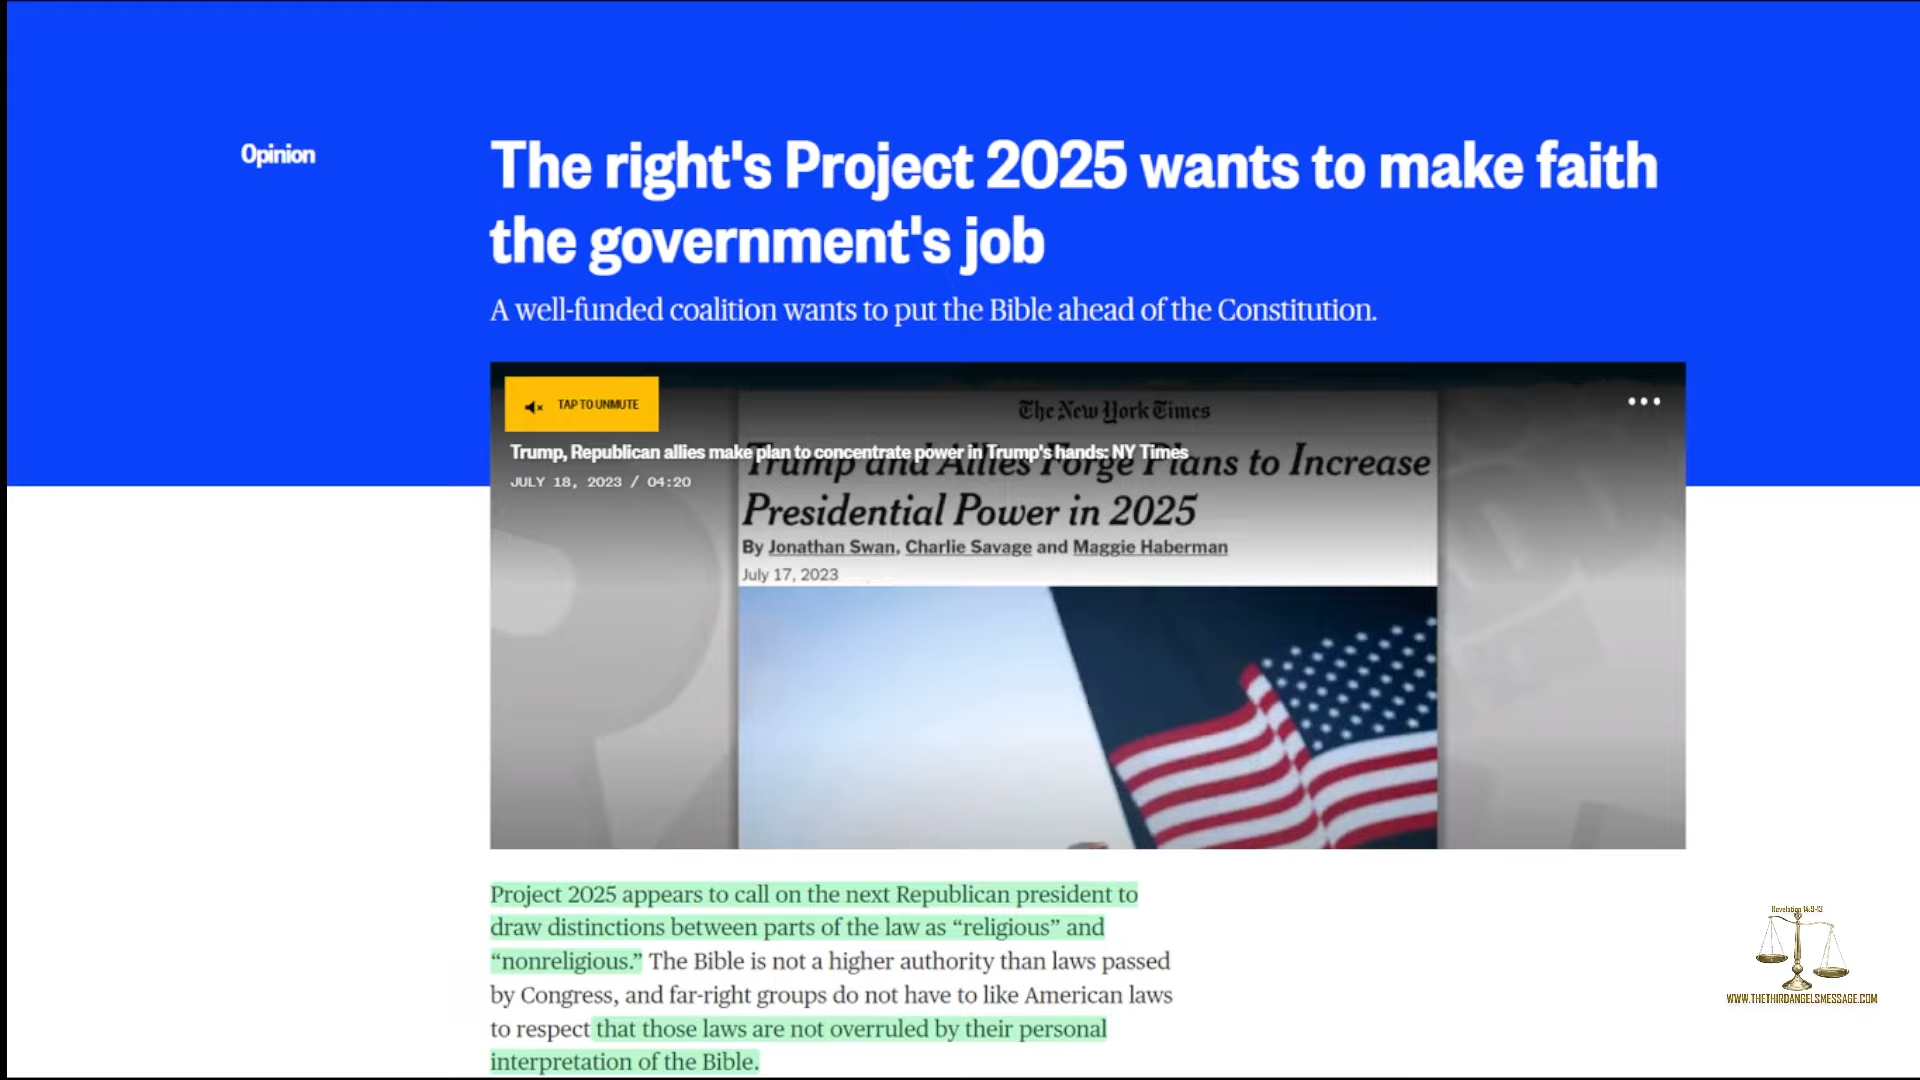 Opinion
The right's Project 2025 wants to make faith
the government's job
A well-funded coalition wants to put the Bible ahead of the Constitution.
TAP TO UNMUTE
The New York Times
Trump, Republican allies make plan to concentrate power in Trump's hands: NY Times
Trump and Allies Forge Plans to Increase
JULY 18, 2023 / 04:20
Presidential Power in 2025
By Jonathan Swan, Charlie Savage and Maggie Haberman
July 17, 2023
Project 2025 appears to call on the next Republican president to
draw distinctions between parts of the law as “religious” and
“nonreligious.” The Bible is not a higher authority than laws passed
by Congress, and far-right groups do not have to like American laws
to respect that those laws are not overruled by their personal
interpretation of the Bible.
Revelation 14:9-13
WWW.THETHIRDANGELSMESSAGE.COM